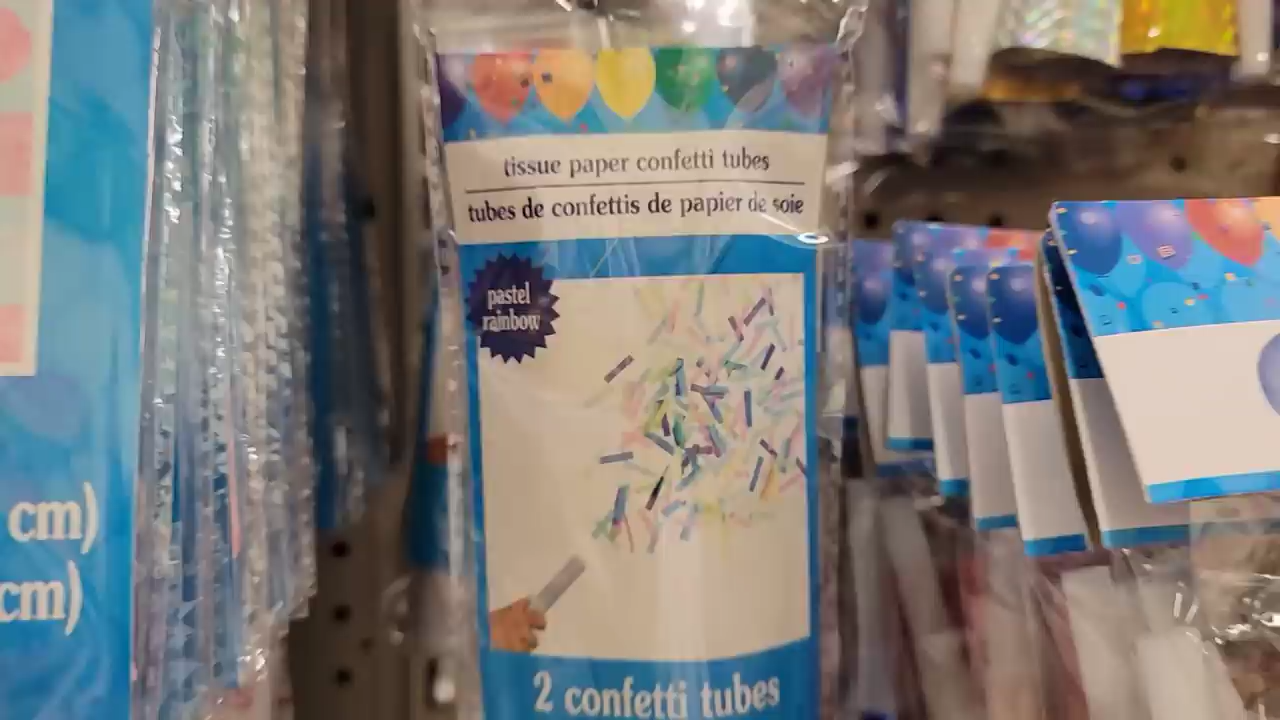 tissue paper confetti tubes
tubes de confettis de papier de soie
pastel
rainbow
2 confetti tubes
cm)
cm)